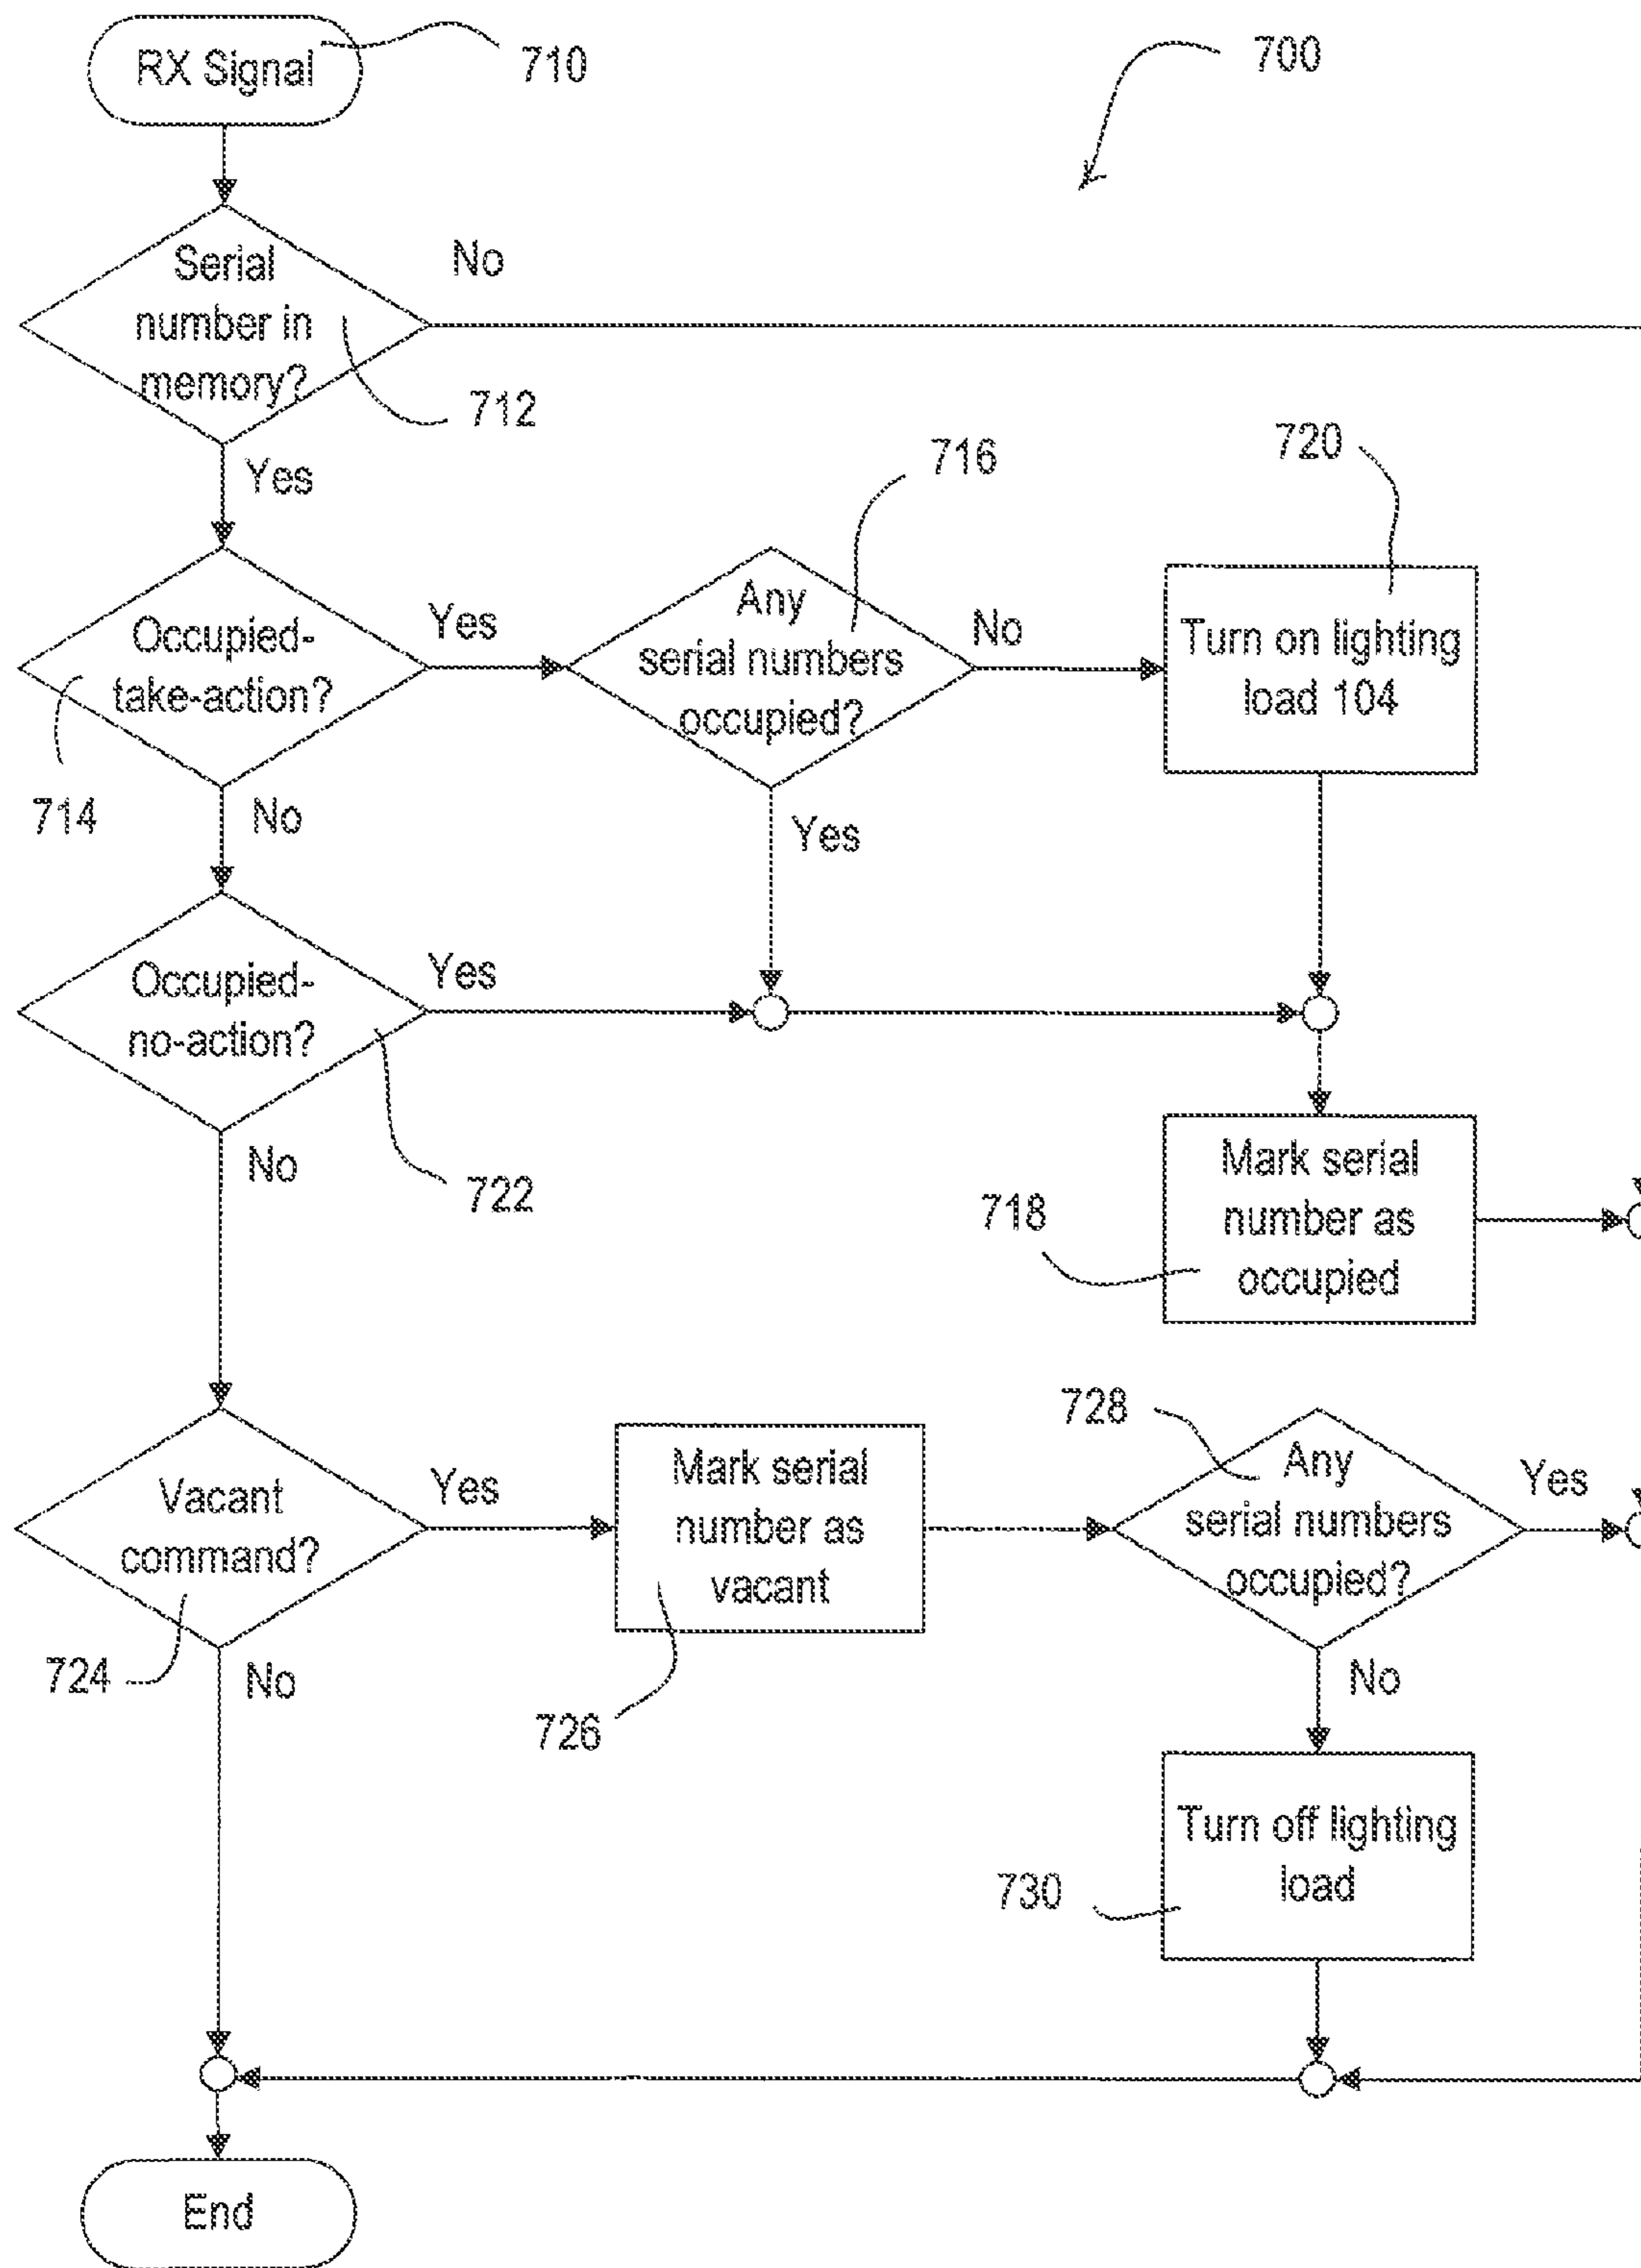 RX Signal
710
700
Serial
number in
memory?
No
712
Yes
716
720
Occupied-
take-action?
Yes
Any
serial numbers
occupied?
No
Turn on lighting
load 104
714
No
Yes
Occupied-
no-action?
Yes
722
No
Mark serial
number as
occupied
718
Vacant
command?
Yes
Mark serial
number as
vacant
728
Any
serial numbers
occupied?
Yes
724
No
726
No
Turn off lighting
load
730
End